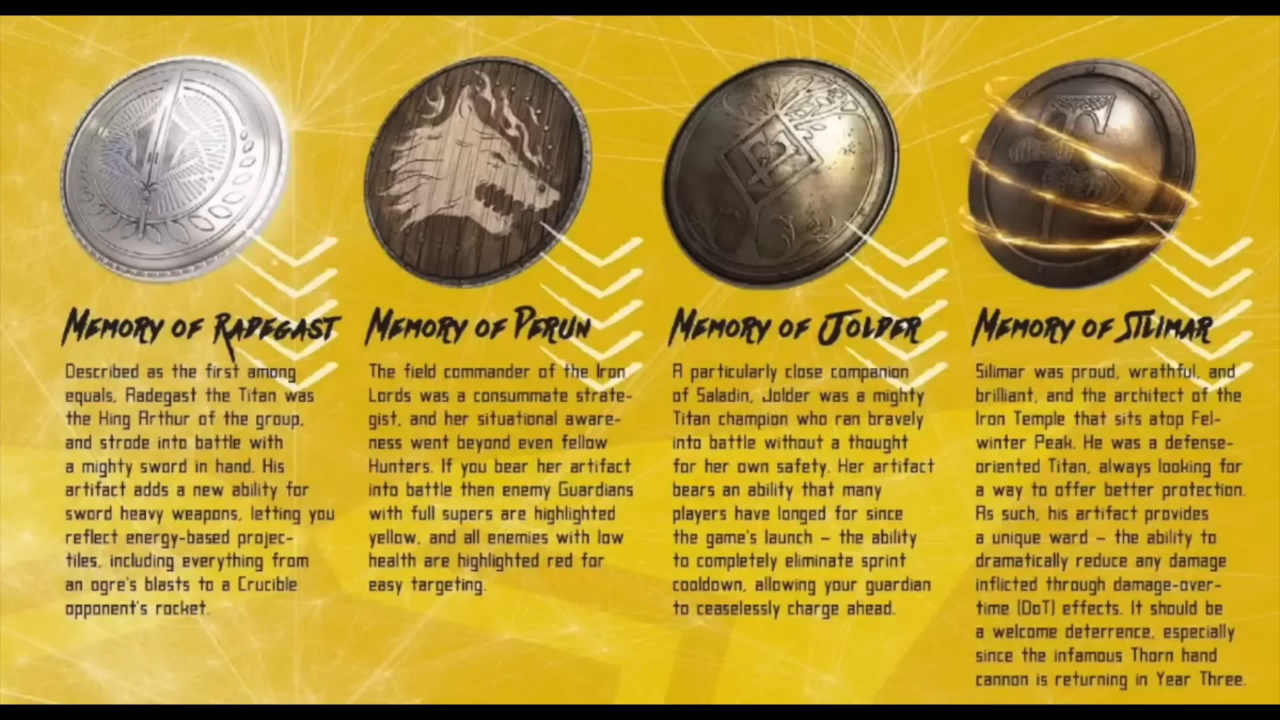 Memory of Radegast
Described as the first among
equals, Radegast the Titan was
the King Arthur of the group,
and strode into battle with
a mighty sword in hand. His
artifact adds a new ability for
sword heavy weapons, letting you
reflect energy-based projec-
tiles, including everything from
an ogre's blasts to a Crucible
opponent's rocket.
Memory of Perun
The field commander of the Iron
Lords was a consummate strate-
gist, and her situational aware-
ness went beyond even fellow
Hunters. If you bear her artifact
into battle then enemy Guardians
with full supers are highlighted
yellow, and all enemies with low
health are highlighted red for
easy targeting.
Memory of Jolder
A particularly close companion
of Saladin, Jolder was a mighty
Titan champion who ran bravely
into battle without a thought
for her own safety. Her artifact
bears an ability that many
players have longed for since
the game's launch – the ability
to completely eliminate sprint
cooldown, allowing your guardian
to ceaselessly charge ahead.
Memory of Silimar
Silimar was proud, wrathful, and
brilliant, and the architect of the
Iron Temple that sits atop Fel-
winter Peak. He was a defense-
oriented Titan, always looking for
a way to offer better protection.
As such, his artifact provides
a unique ward – the ability to
dramatically reduce any damage
inflicted through damage-over-
time (DoT) effects. It should be
a welcome deterrence, especially
since the infamous Thorn hand
cannon is returning in Year Three.